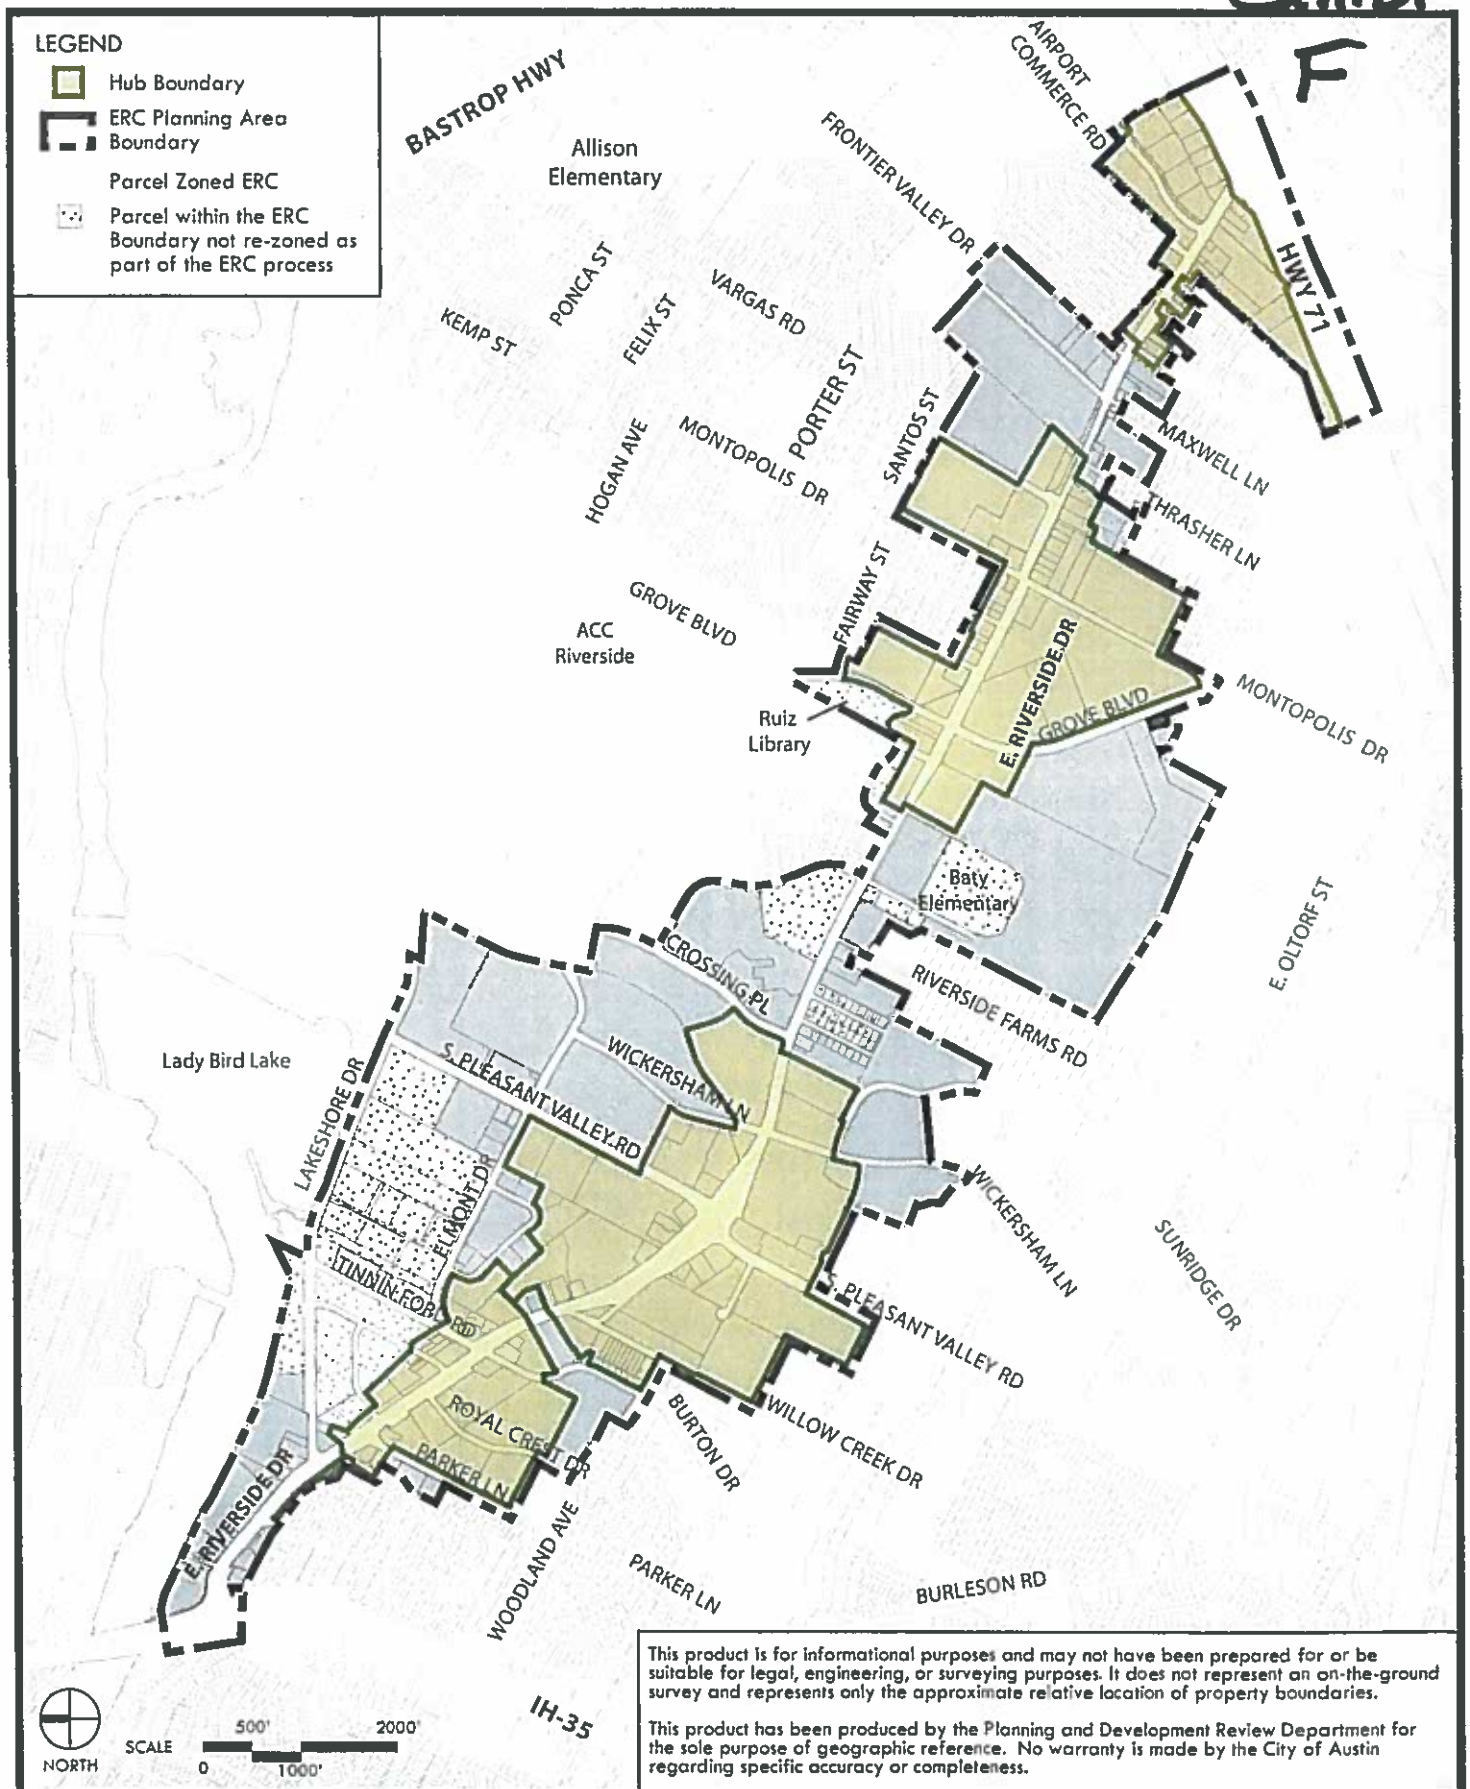 F
LEGEND
Hub Boundary
ERC Planning Area
Boundary
Parcel Zoned ERC
Parcel within the ERC
Boundary not re-zoned as
part of the ERC process
BASTROP HWY
Allison
Elementary
AIRPORT
COMMERCE RD
FRONTIER VALLEY DR
HWY 71
KEMP ST
PONCA ST
FELIX ST
VARGAS RD
PORTER ST
SANTOS ST
HOGAN AVE
MONTOPOLIS DR
MAXWELL LN
THRASHER LN
FAIRWAY ST
GROVE BLVD
ACC
Riverside
E. RIVERSIDE DR
GROVE BLVD
MONTOPOLIS DR
Ruiz
Library
Baty
Elementary
E. OLTORF ST
CROSSING PL
RIVERSIDE FARMS RD
Lady Bird Lake
LAKESHORE DR
S. PLEASANT VALLEY RD
WICKERSHAM LN
ELMONT DR
WICKERSHAM LN
SUNRIDGE DR
TINNIN FORD RD
S. PLEASANT VALLEY RD
ROYAL CREST DR
PARKER LN
BURTON DR
WILLOW CREEK DR
E. RIVERSIDE DR
WOODLAND AVE
PARKER LN
BURLESON RD
IH-35
NORTH
SCALE
500'
2000'
0
1000'
This product is for informational purposes and may not have been prepared for or be
suitable for legal, engineering, or surveying purposes. It does not represent an on-the-ground
survey and represents only the approximate relative location of property boundaries.
This product has been produced by the Planning and Development Review Department for
the sole purpose of geographic reference. No warranty is made by the City of Austin
regarding specific accuracy or completeness.